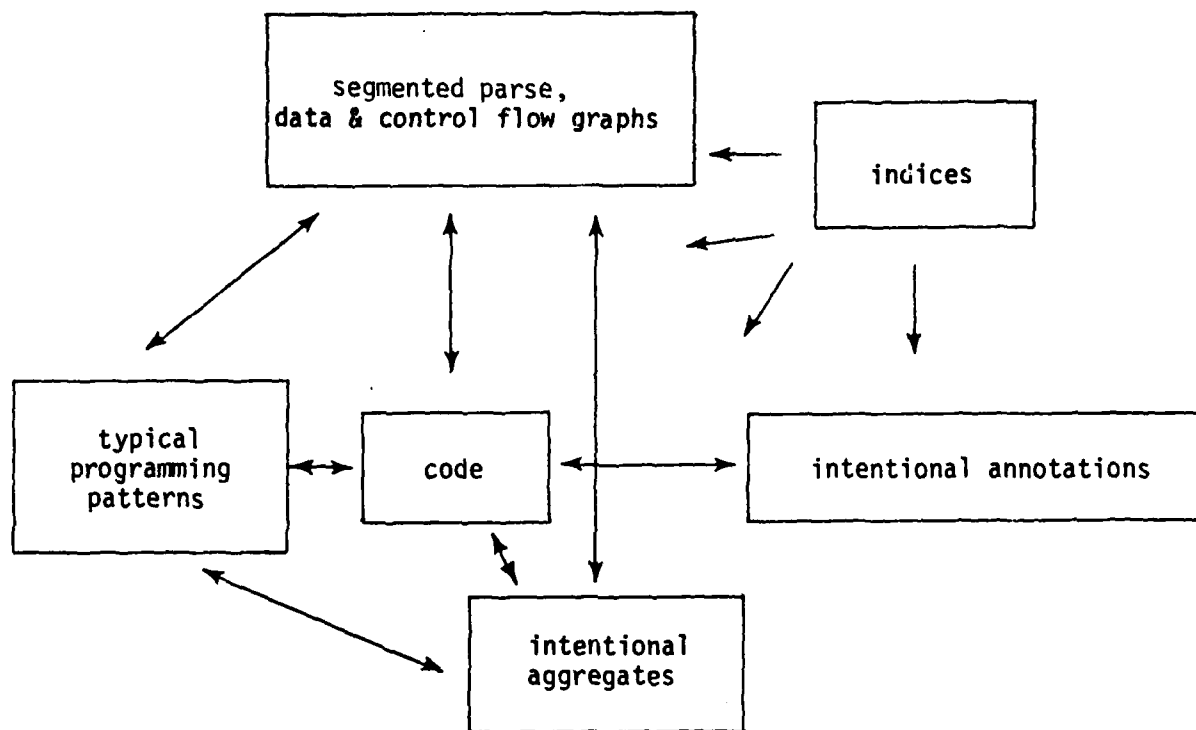 segmented parse,
data & control flow graphs
indices
typical
programming
patterns
code
intentional annotations
intentional
aggregates